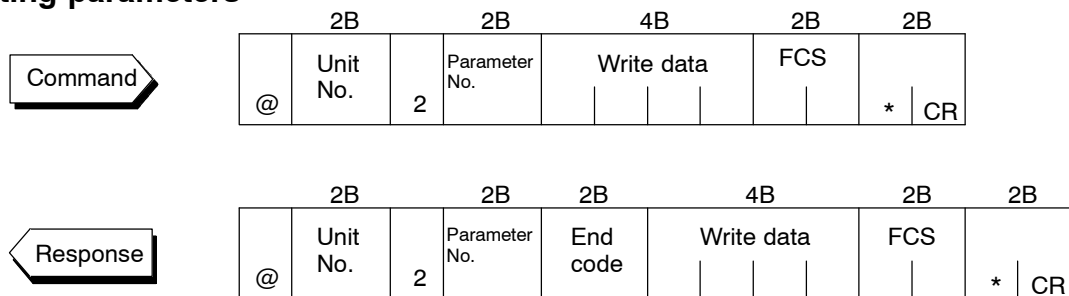 ting parameters
2B 2B 4B 2B 2B
Command
@ Unit No. 2 Parameter No. Write data FCS * CR
2B 2B 2B 4B 2B 2B
Response
@ Unit No. 2 Parameter No. End code Write data FCS * CR